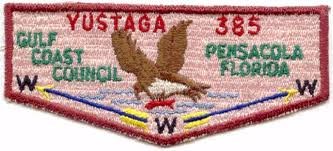 YUSTAGA 385
GULF COAST COUNCIL
PENSACOLA FLORIDA
W W W